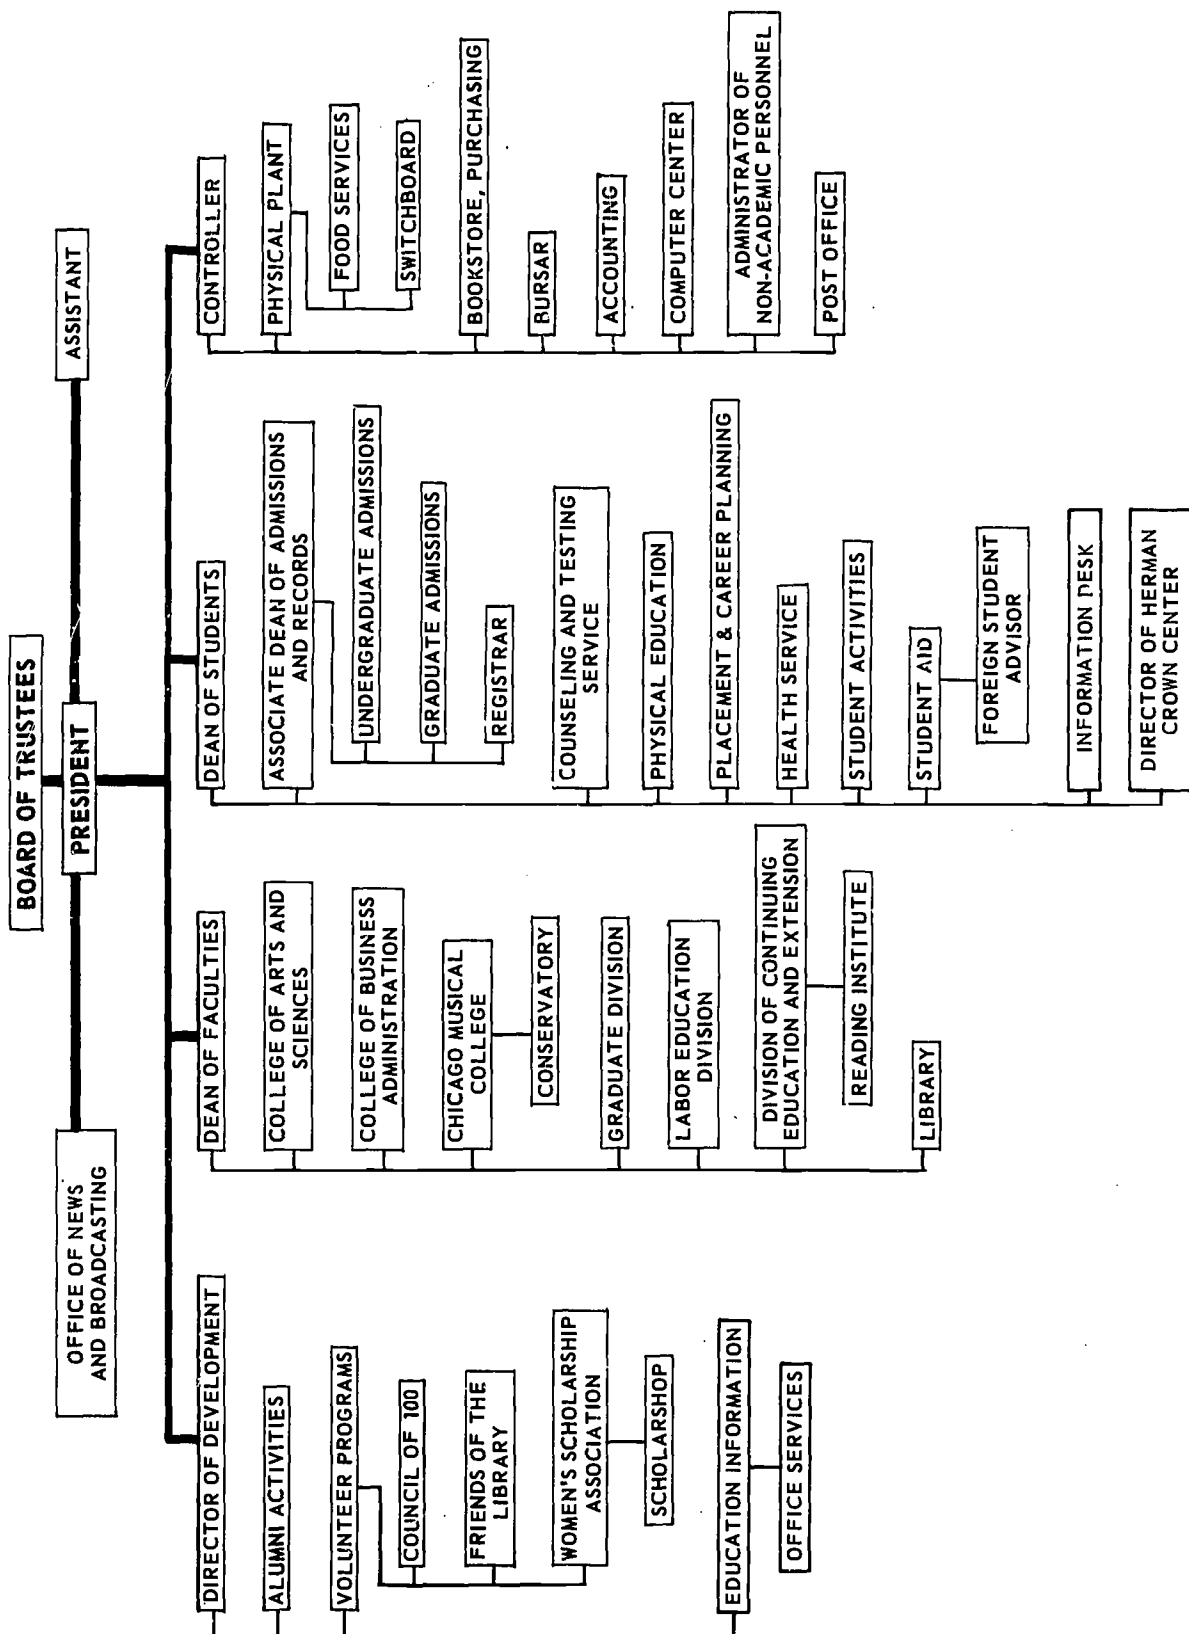 BOARD OF TRUSTEES
PRESIDENT
OFFICE OF NEWS
AND BROADCASTING
ASSISTANT
DIRECTOR OF DEVELOPMENT
ALUMNI ACTIVITIES
VOLUNTEER PROGRAMS
COUNCIL OF 100
FRIENDS OF THE
LIBRARY
WOMEN'S SCHOLARSHIP
ASSOCIATION
SCHOLARSHOP
EDUCATION INFORMATION
OFFICE SERVICES
DEAN OF FACULTIES
COLLEGE OF ARTS AND
SCIENCES
COLLEGE OF BUSINESS
ADMINISTRATION
CHICAGO MUSICAL
COLLEGE
CONSERVATORY
GRADUATE DIVISION
LABOR EDUCATION
DIVISION
DIVISION OF CONTINUING
EDUCATION AND EXTENSION
READING INSTITUTE
LIBRARY
DEAN OF STUDENTS
ASSOCIATE DEAN OF ADMISSIONS
AND RECORDS
UNDERGRADUATE ADMISSIONS
GRADUATE ADMISSIONS
REGISTRAR
COUNSELING AND TESTING
SERVICE
PHYSICAL EDUCATION
PLACEMENT & CAREER PLANNING
HEALTH SERVICE
STUDENT ACTIVITIES
STUDENT AID
FOREIGN STUDENT
ADVISOR
INFORMATION DESK
DIRECTOR OF HERMAN
CROWN CENTER
CONTROLLER
PHYSICAL PLANT
FOOD SERVICES
SWITCHBOARD
BOOKSTORE, PURCHASING
BURSAR
ACCOUNTING
COMPUTER CENTER
ADMINISTRATOR OF
NON-ACADEMIC PERSONNEL
POST OFFICE